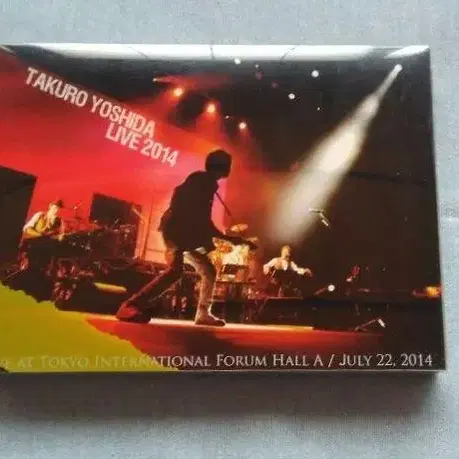 TAKURO YOSHIDA
LIVE 2014
AT TOKYO INTERNATIONAL FORUM HALL A / JULY 22, 2014